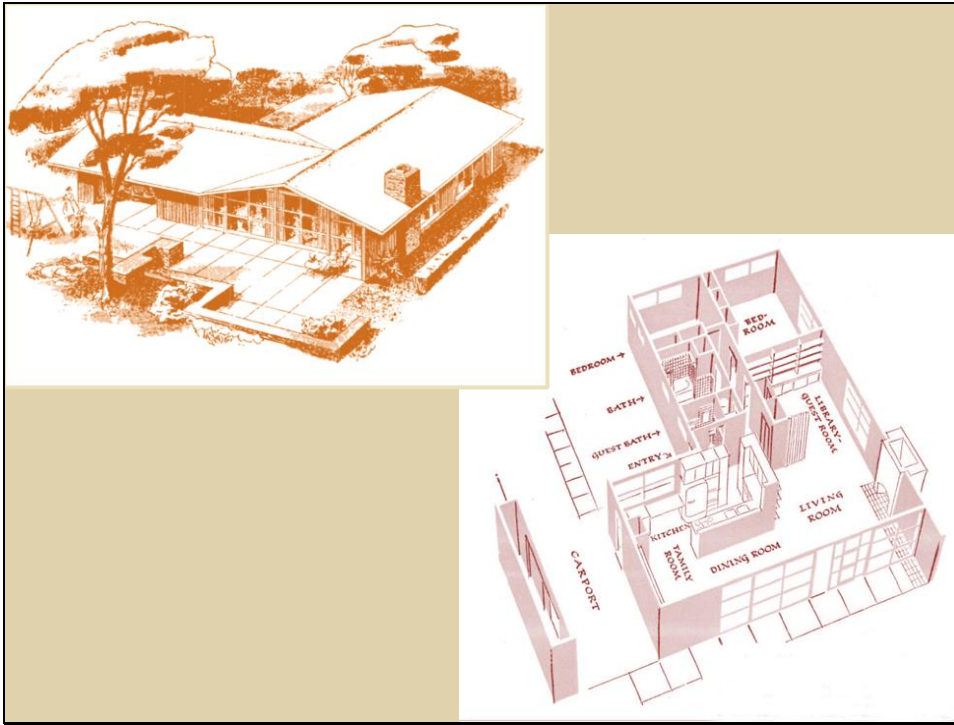 BED-
ROOM
BEDROOM →
BATH→
LIBRARY-
GUEST ROOM
GUEST BATH→
ENTRY
LIVING
ROOM
KITCHEN
FAMILY
ROOM
DINING ROOM
CARPORT